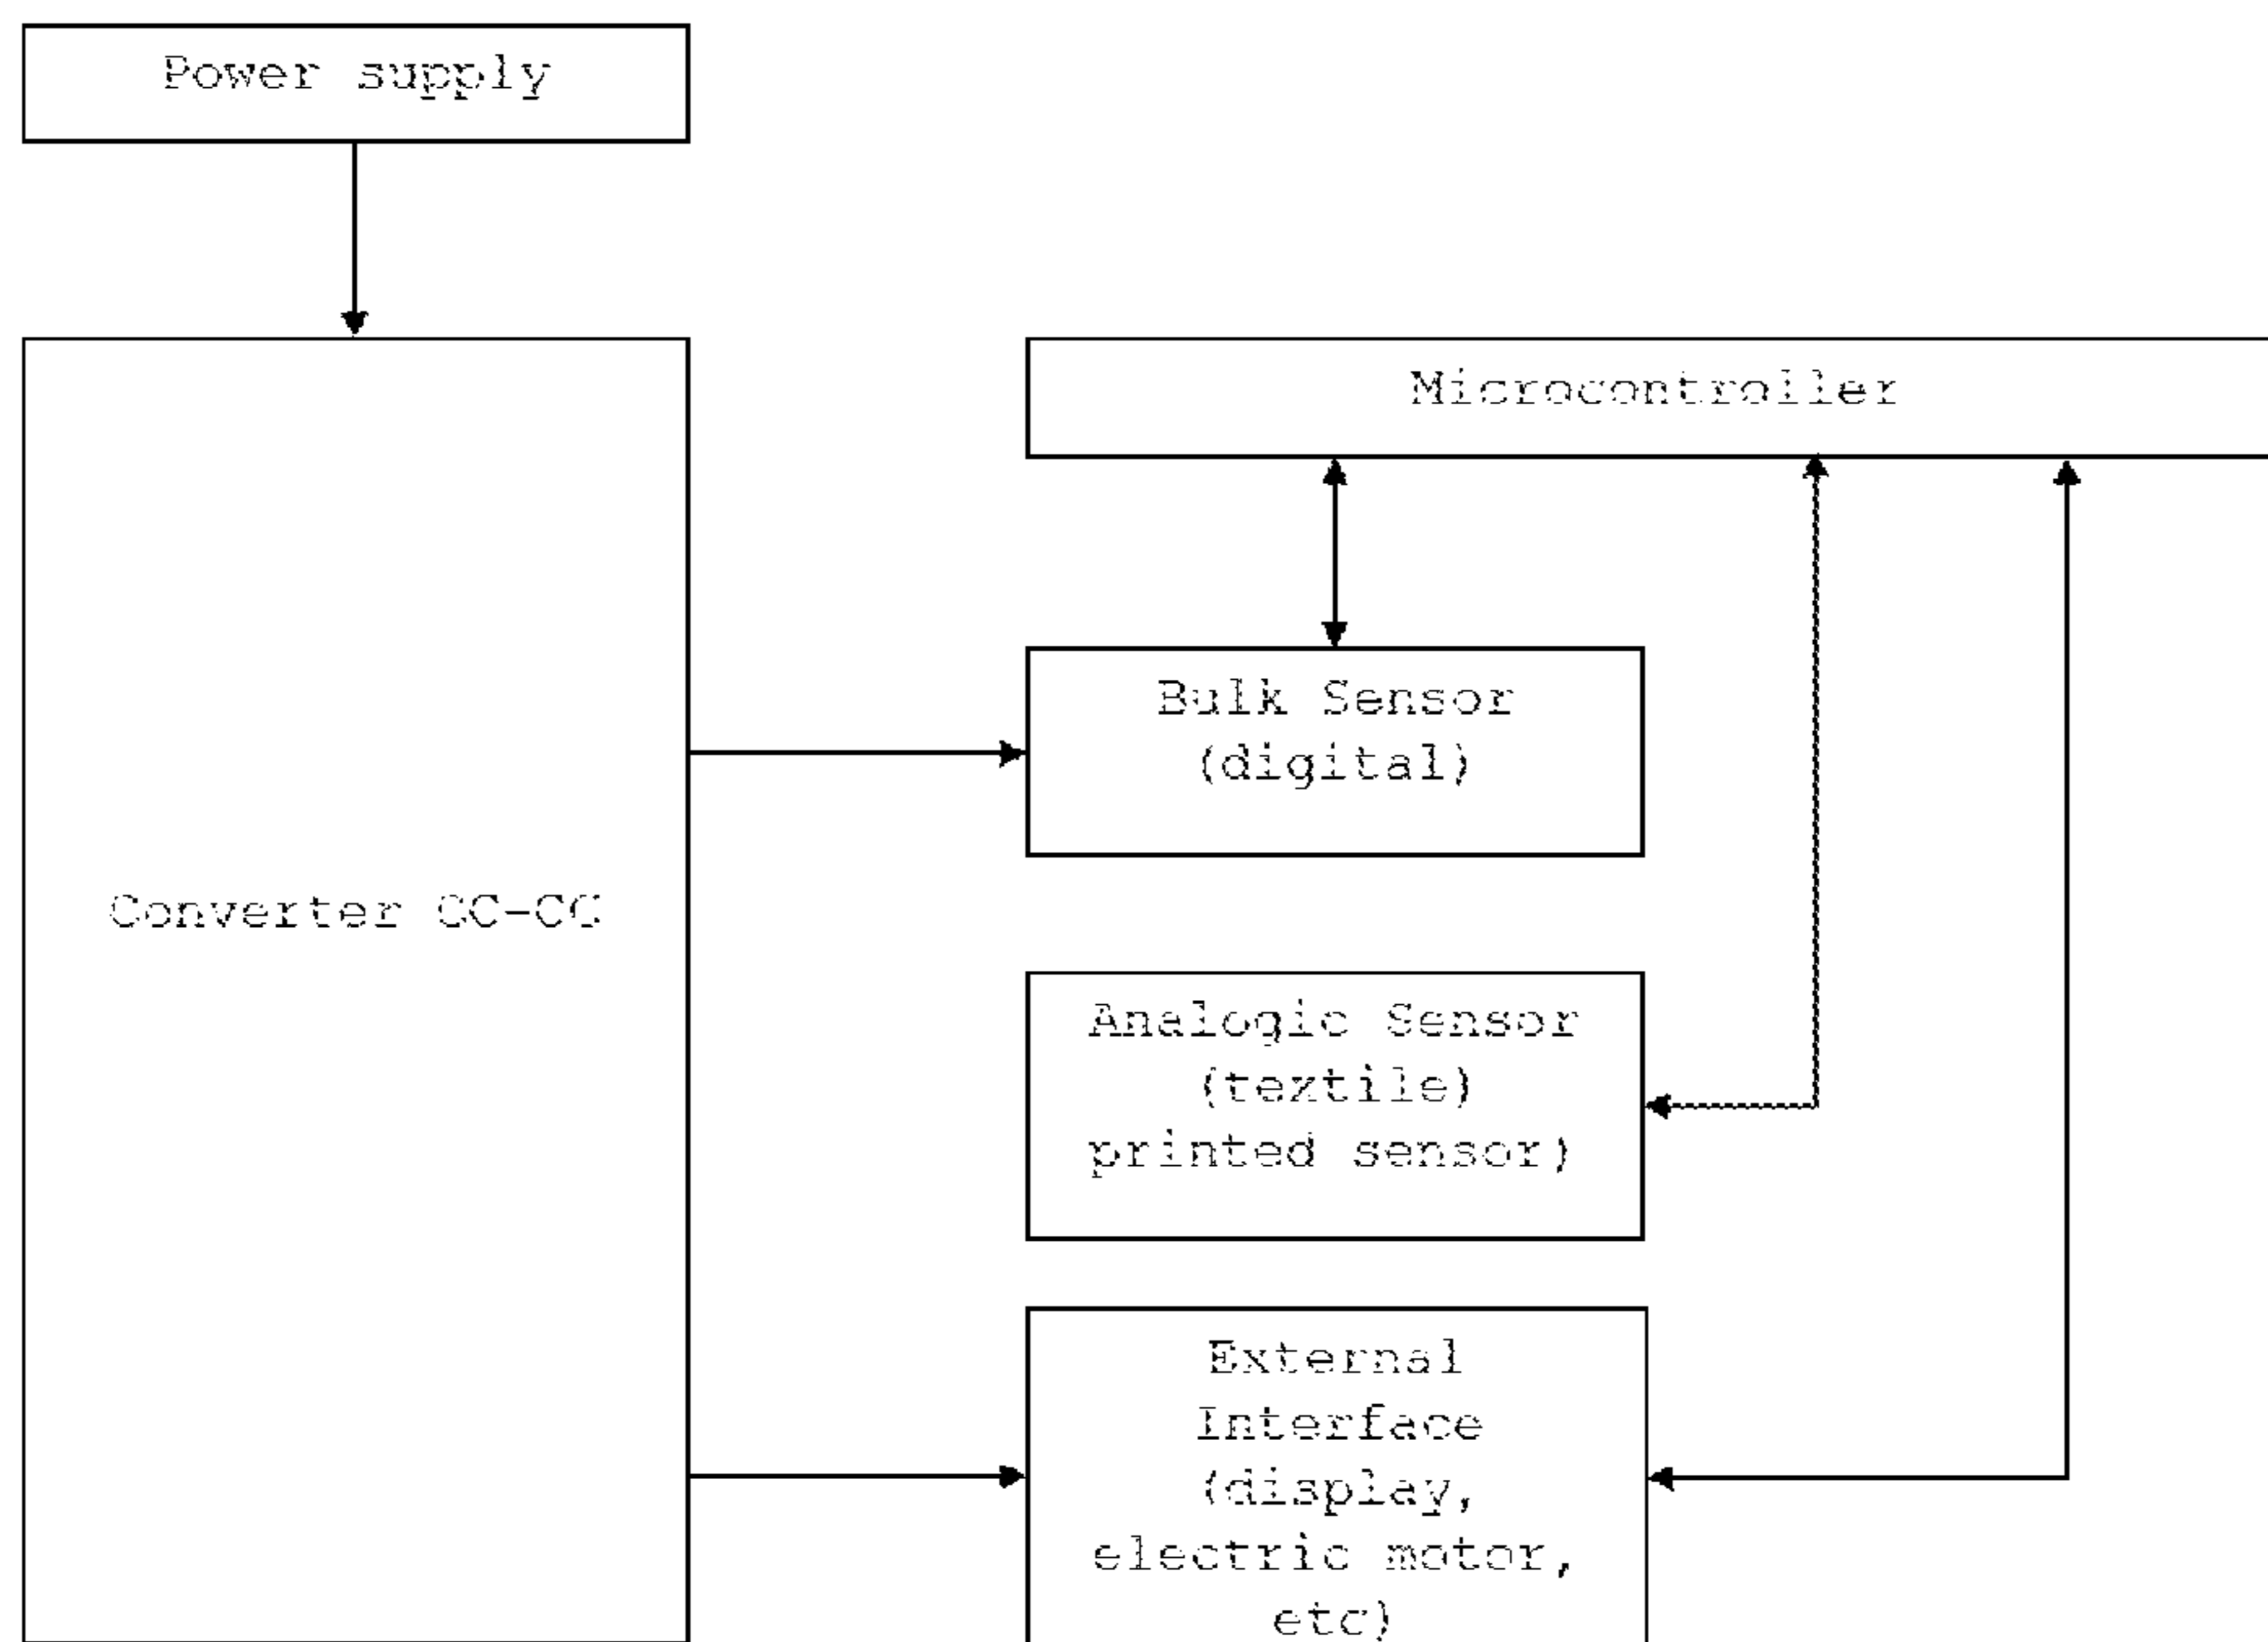 Power supply
Microcontroller
Bulk Sensor
(digital)
Converter CC-CC
Analogic Sensor
(textile)
printed sensor)
External
Interface
(display,
electric motor,
etc)